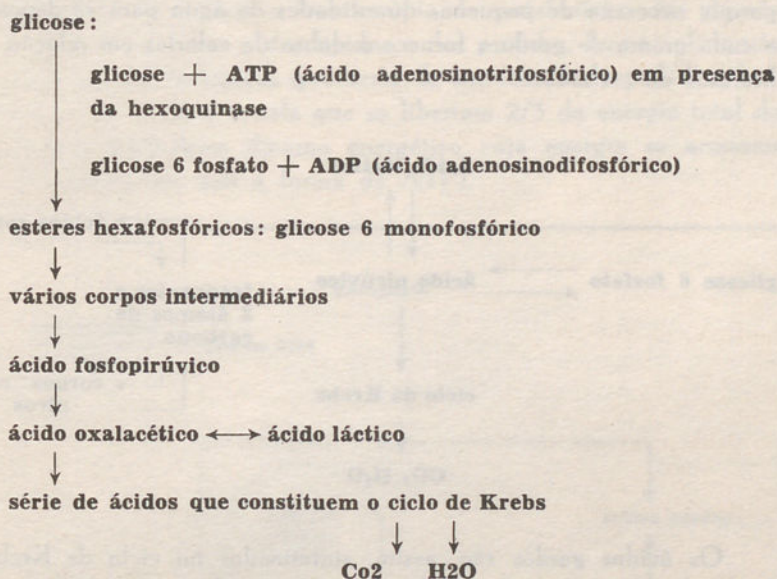 glicose:
glicose + ATP (ácido adenosinotrifosfórico) em presença
da hexoquinase
glicose 6 fosfato + ADP (ácido adenosinodifosfórico)
esteres hexafosfóricos: glicose 6 monofosfórico
vários corpos intermediários
ácido fosfopirúvico
ácido oxalacético ⟷ ácido láctico
série de ácidos que constituem o ciclo de Krebs
Co2 H2O